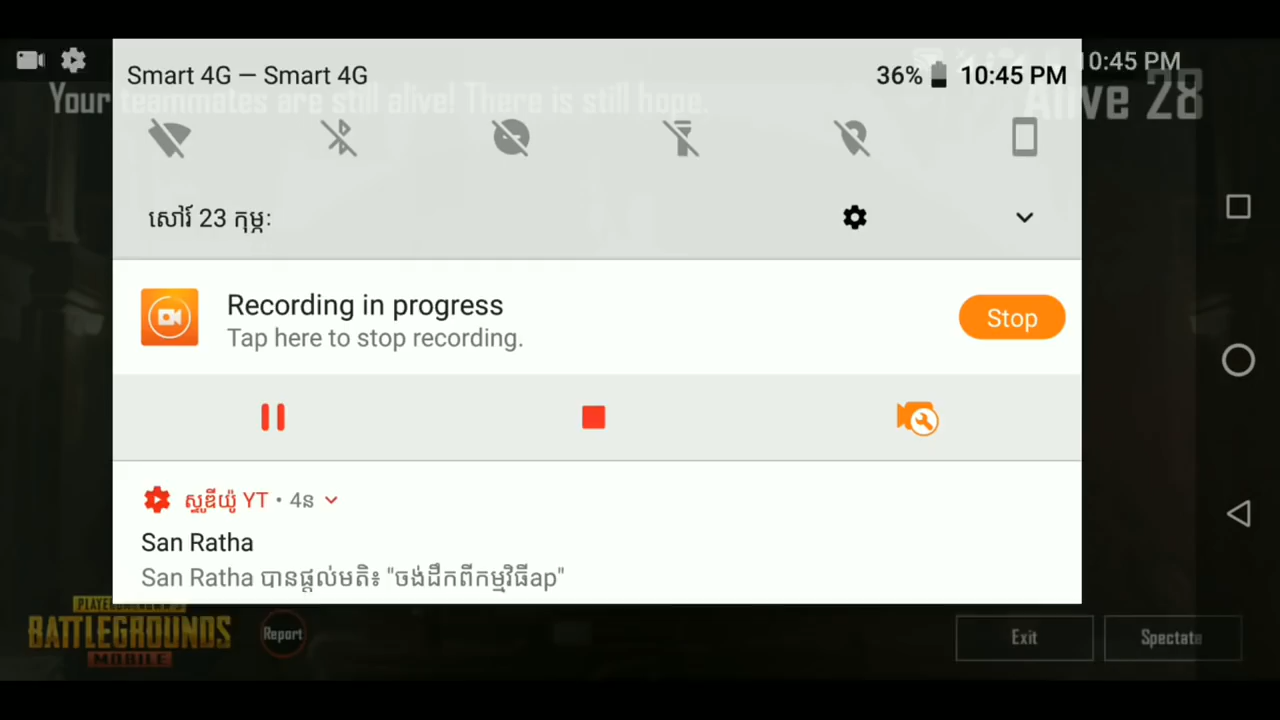 Smart 4G — Smart 4G
36% 10:45 PM
10:45 PM
Your teammates are still alive! There is still hope.
Alive 28
សៅរ៍ 23 កុម្ភៈ
Recording in progress
Tap here to stop recording.
Stop
ស្ទូឌីយ៉ូ YT • 4ន
San Ratha
San Ratha បានផ្តល់មតិ៖ "ចង់ដឹកពីកម្មវិធីap"
BATTLEGROUNDS
MOBILE
Report
Exit
Spectate